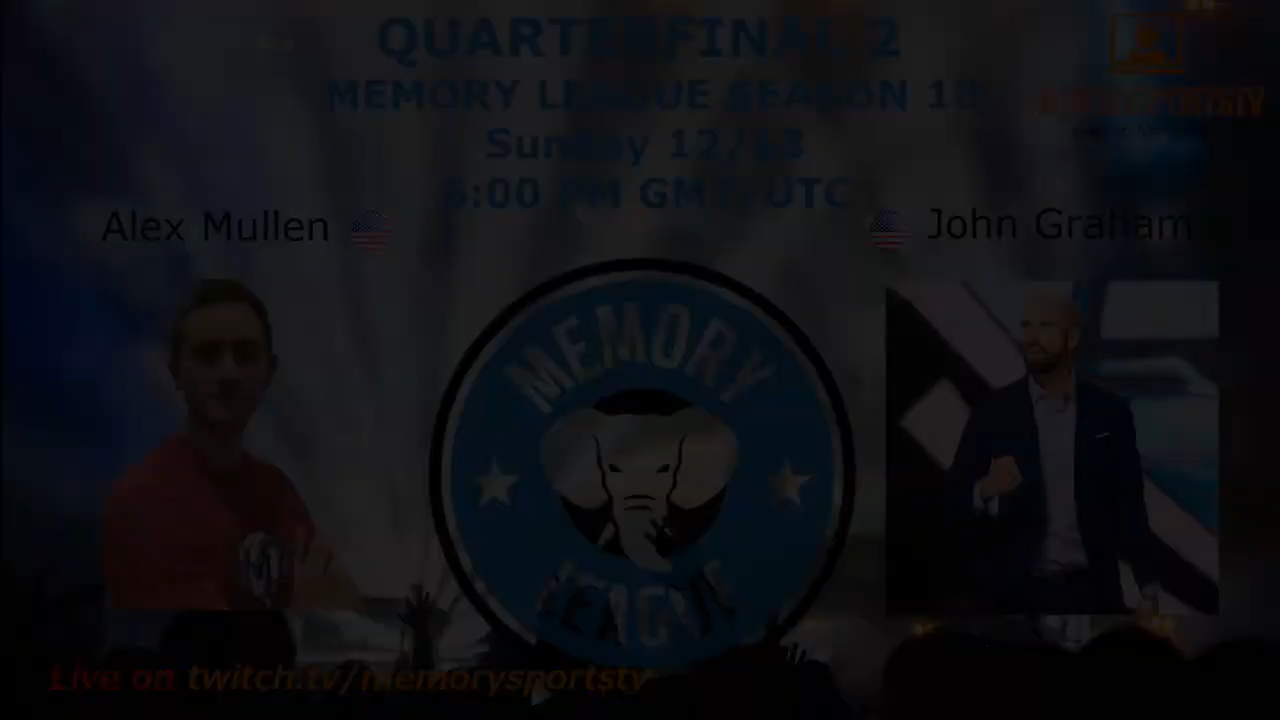 QUARTERFINAL 2
MEMORY LEAGUE SEASON 10
Sunday 12/13
6:00 PM GMT/UTC
Alex Mullen
John Graham
MEMORY
LEAGUE
Live on twitch.tv/memorysportstv